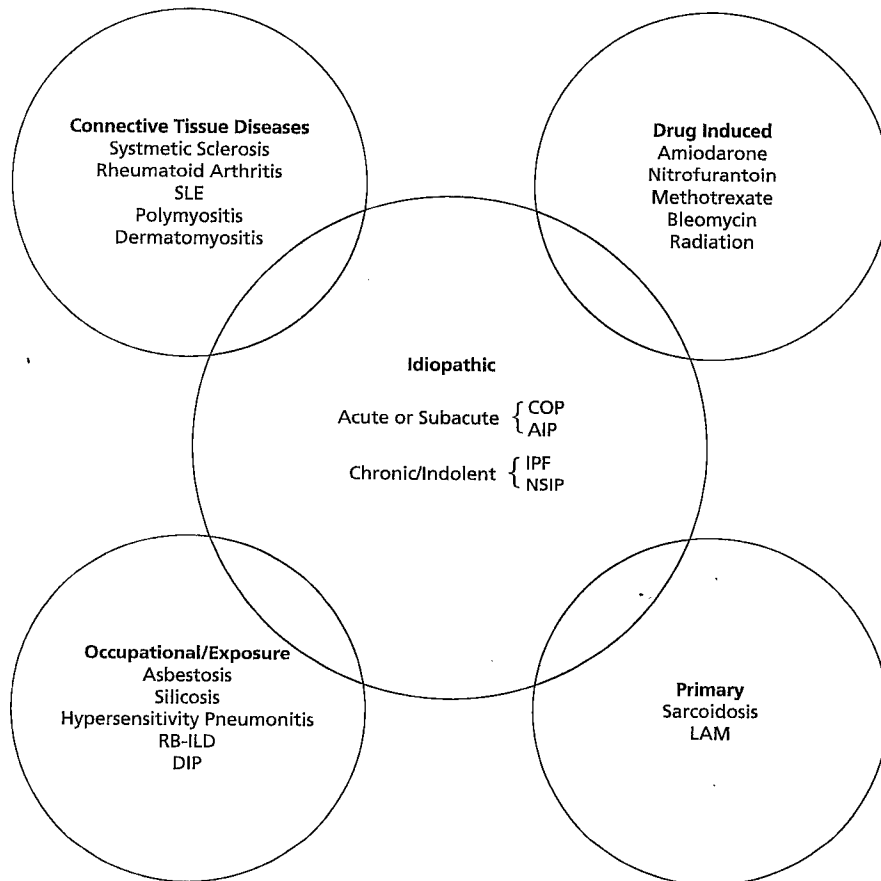 Connective Tissue Diseases
Systmetic Sclerosis
Rheumatoid Arthritis
SLE
Polymyositis
Dermatomyositis
Drug Induced
Amiodarone
Nitrofurantoin
Methotrexate
Bleomycin
Radiation
Idiopathic
Acute or Subacute { COP
AIP
Chronic/Indolent { IPF
NSIP
Occupational/Exposure
Asbestosis
Silicosis
Hypersensitivity Pneumonitis
RB-ILD
DIP
Primary
Sarcoidosis
LAM